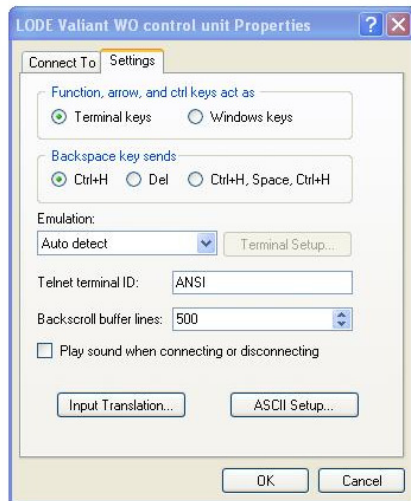 LODE Valiant WO control unit Properties
Connect To Settings
Function, arrow, and ctrl keys act as
Terminal keys Windows keys
Backspace key sends
Ctrl+H Del Ctrl+H, Space, Ctrl+H
Emulation:
Auto detect Terminal Setup...
Telnet terminal ID: ANSI
Backscroll buffer lines: 500
Play sound when connecting or disconnecting
Input Translation... ASCII Setup...
OK Cancel